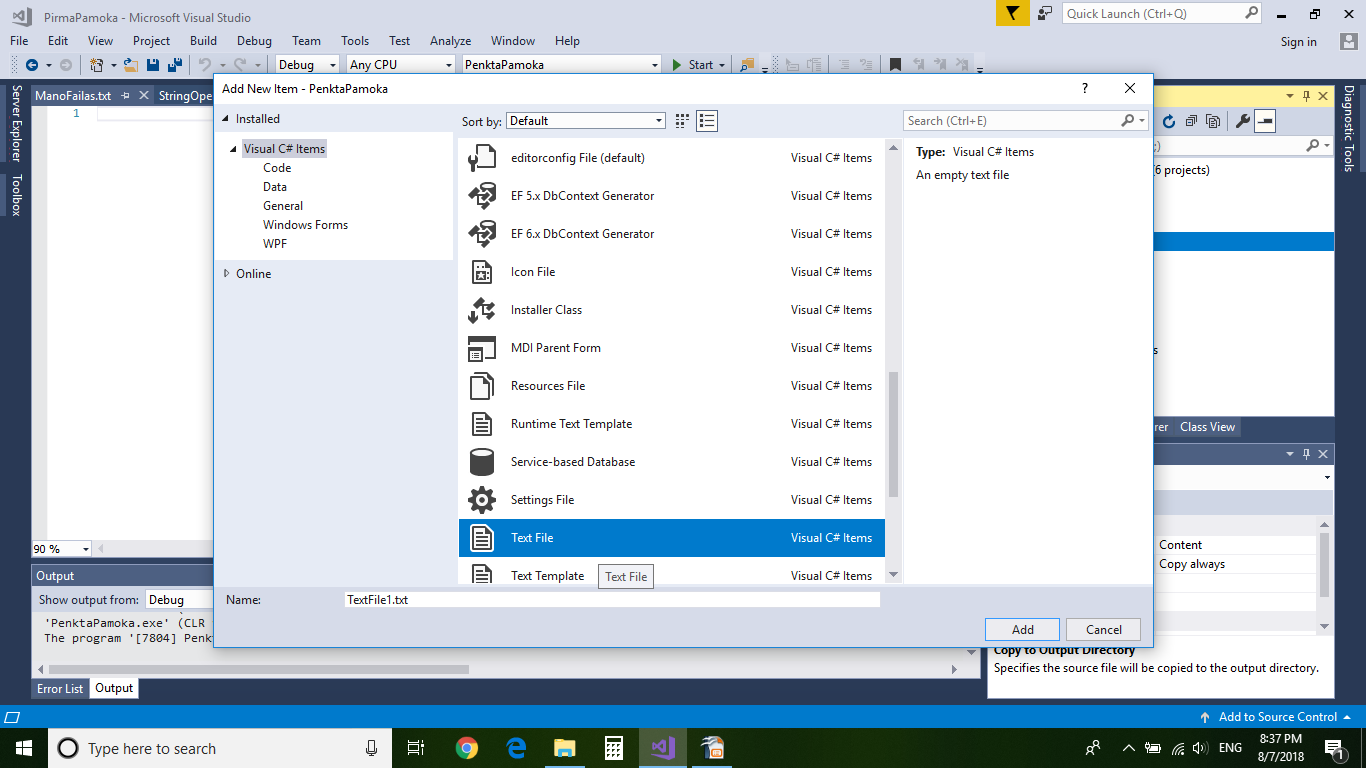 PirmaPamoka - Microsoft Visual Studio
Quick Launch (Ctrl+Q)
File Edit View Project Build Debug Team Tools Test Analyze Window Help
Sign in
Debug Any CPU PenktaPamoka Start
Server Explorer
Toolbox
ManoFailas.txt StringOpe
1
90 %
Add New Item - PenktaPamoka
?
Installed
Visual C# Items
Code
Data
General
Windows Forms
WPF
Online
Sort by: Default
Search (Ctrl+E)
editorconfig File (default) Visual C# Items
EF 5.x DbContext Generator Visual C# Items
EF 6.x DbContext Generator Visual C# Items
Icon File Visual C# Items
Installer Class Visual C# Items
MDI Parent Form Visual C# Items
Resources File Visual C# Items
Runtime Text Template Visual C# Items
Service-based Database Visual C# Items
Settings File Visual C# Items
Text File Visual C# Items
Text Template Visual C# Items
Text File
Type: Visual C# Items
An empty text file
Name: TextFile1.txt
Add Cancel
Diagnostic Tools
;)
(6 projects)
s
rer Class View
Content
Copy always
Copy to Output Directory
Specifies the source file will be copied to the output directory.
Output
Show output from: Debug
'PenktaPamoka.exe' (CLR
The program '[7804] Penkt
Error List Output
Add to Source Control
Type here to search
ENG
8:37 PM
8/7/2018
1